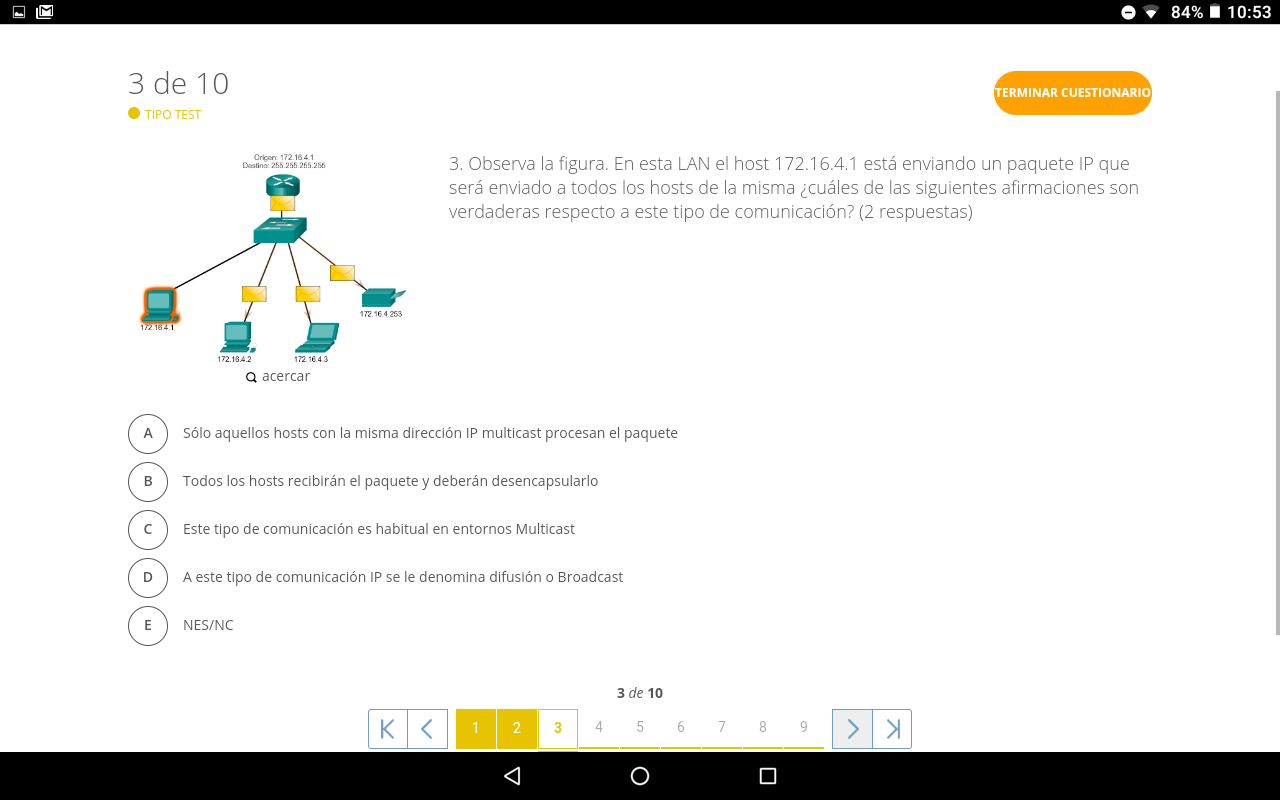 84% 10:53
3 de 10
TERMINAR CUESTIONARIO
TIPO TEST
Origen: 172.16.4.1
Destino: 255.255.255.255
172.16.4.1
172.16.4.2
172.16.4.3
172.16.4.253
acercar
3. Observa la figura. En esta LAN el host 172.16.4.1 está enviando un paquete IP que
será enviado a todos los hosts de la misma ¿cuáles de las siguientes afirmaciones son
verdaderas respecto a este tipo de comunicación? (2 respuestas)
A Sólo aquellos hosts con la misma dirección IP multicast procesan el paquete
B Todos los hosts recibirán el paquete y deberán desencapsularlo
C Este tipo de comunicación es habitual en entornos Multicast
D A este tipo de comunicación IP se le denomina difusión o Broadcast
E NES/NC
3 de 10
1 2 3 4 5 6 7 8 9